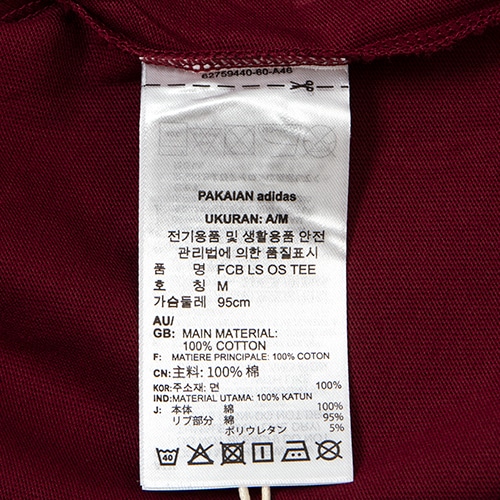 62759440-60-A46
PAKAIAN adidas
UKURAN: A/M
전기용품 및 생활용품 안전
관리법에 의한 품질표시
품 명 FCB LS OS TEE
호 칭 M
가슴둘레 95cm
AU/
GB: MAIN MATERIAL:
100% COTTON
F: MATIERE PRINCIPALE: 100% COTON
CN: 主料: 100% 棉
KOR: 주소재: 면 100%
IND: MATERIAL UTAMA: 100% KATUN
J: 本体 綿 100%
リブ部分 綿 95%
ポリウレタン 5%
40